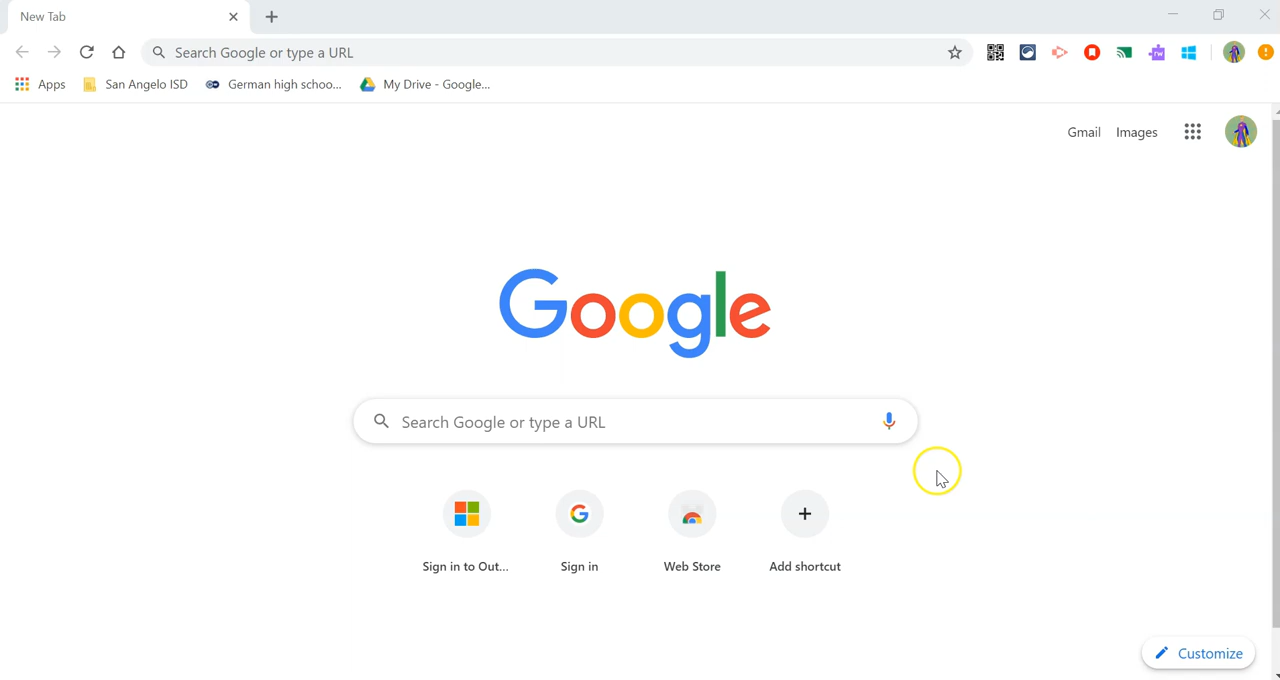 New Tab
Search Google or type a URL
Apps San Angelo ISD German high schoo... My Drive - Google...
Gmail Images
Google
Search Google or type a URL
Sign in to Out... Sign in Web Store Add shortcut
Customize